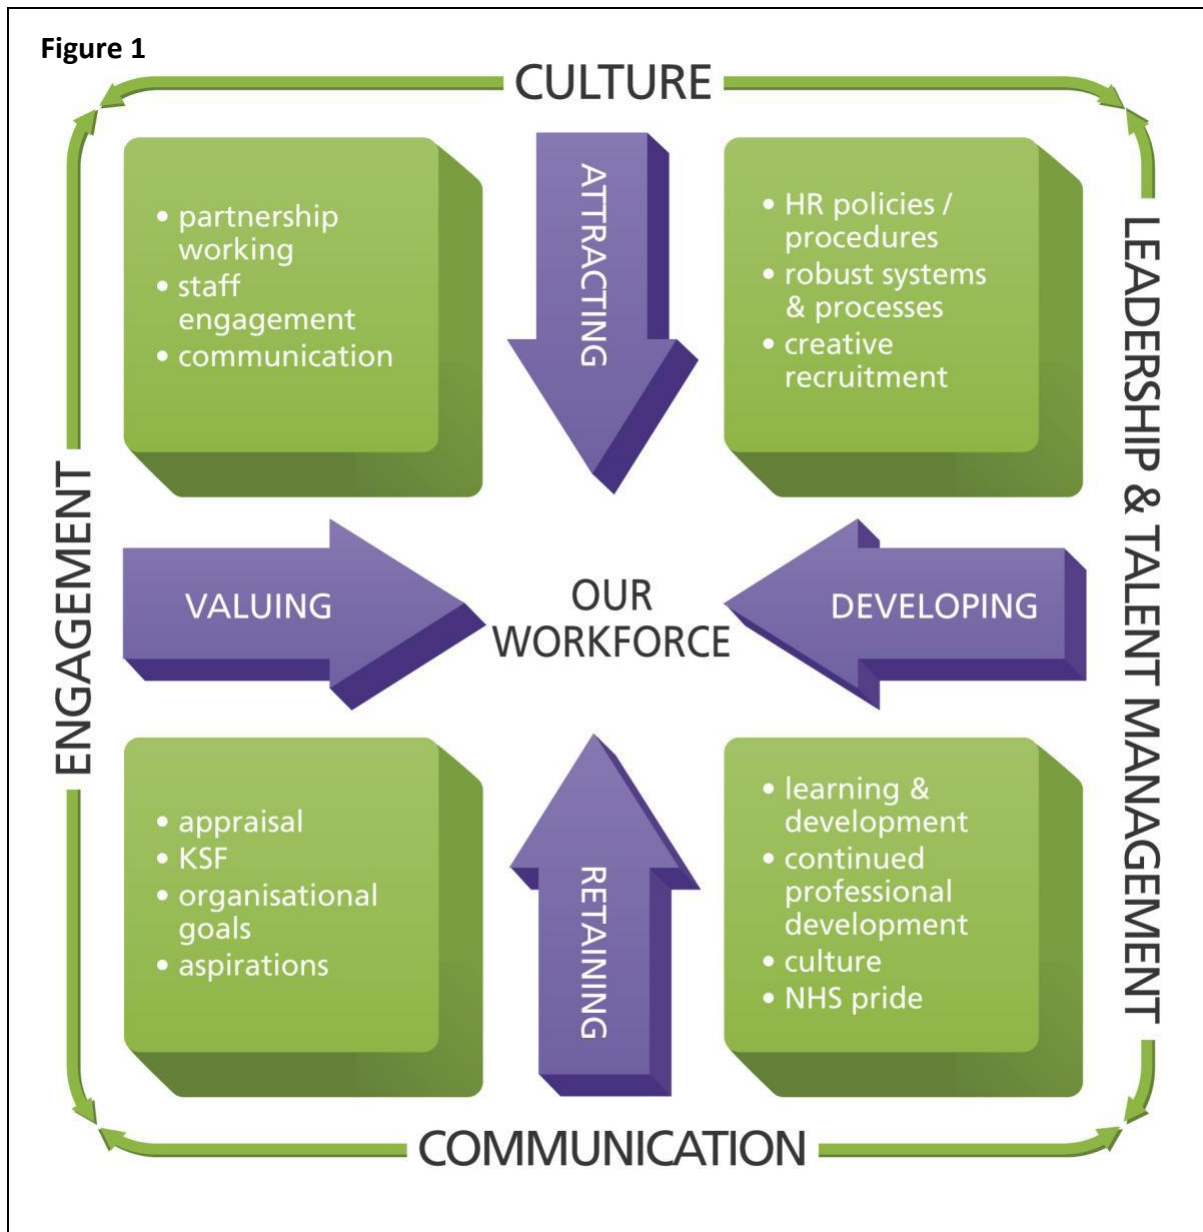 Figure 1
CULTURE
• partnership
working
• staff
engagement
• communication
ATTRACTING
• HR policies /
procedures
• robust systems
& processes
• creative
recruitment
ENGAGEMENT
LEADERSHIP & TALENT MANAGEMENT
VALUING
OUR
WORKFORCE
DEVELOPING
• appraisal
• KSF
• organisational
goals
• aspirations
RETAINING
• learning &
development
• continued
professional
development
• culture
• NHS pride
COMMUNICATION